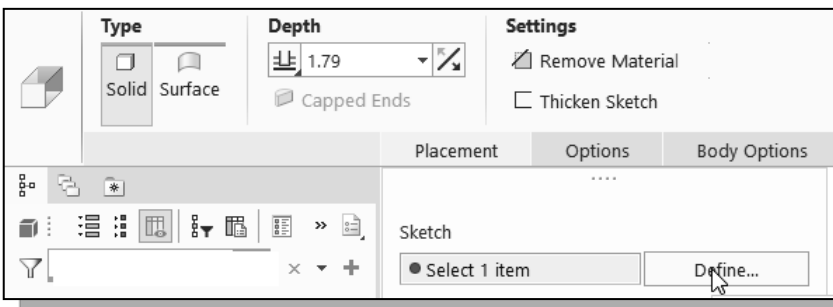 Type Depth Settings
1.79 Remove Material
Solid Surface
Capped Ends Thicken Sketch
Placement Options Body Options
Sketch
Select 1 item Define...